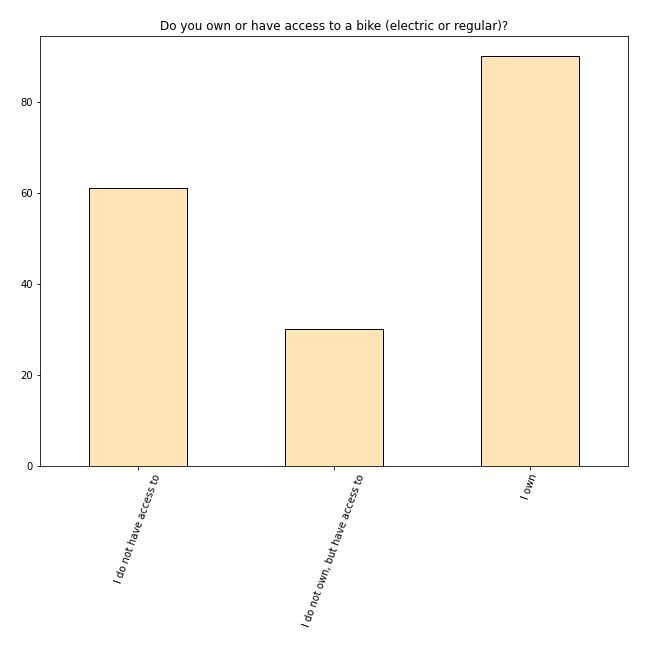 Do you own or have access to a bike (electric or regular)?
80
60
40
20
0
I do not have access to
I do not own, but have access to
I own